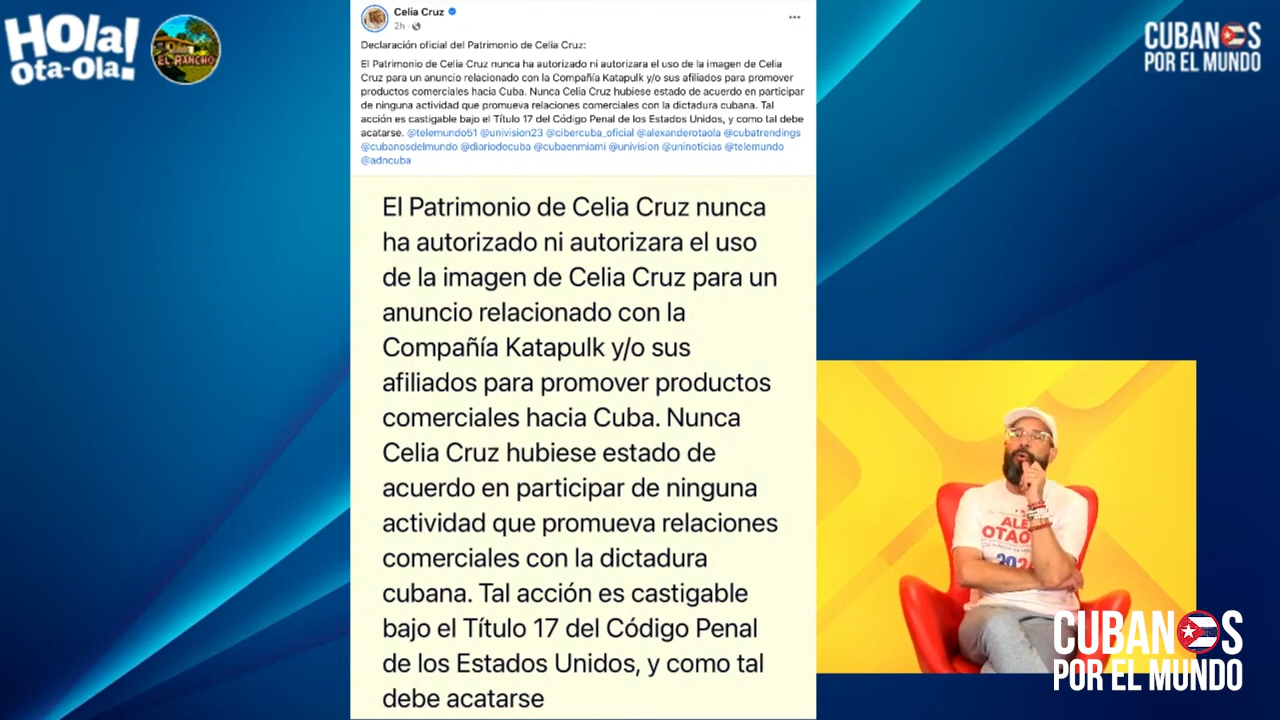 Hola!
Ota-Ola!
EL RANCHO
Celia Cruz
2h
Declaración oficial del Patrimonio de Celia Cruz:
El Patrimonio de Celia Cruz nunca ha autorizado ni autorizara el uso de la imagen de Celia
Cruz para un anuncio relacionado con la Compañía Katapulk y/o sus afiliados para promover
productos comerciales hacia Cuba. Nunca Celia Cruz hubiese estado de acuerdo en participar
de ninguna actividad que promueva relaciones comerciales con la dictadura cubana. Tal
acción es castigable bajo el Título 17 del Código Penal de los Estados Unidos, y como tal debe
acatarse. @telemundo51 @univision23 @cibercuba_oficial @alexanderotaola @cubatrendings
@cubanosdelmundo @diariodecuba @cubaenmiami @univision @uninoticias @telemundo
@adncuba
El Patrimonio de Celia Cruz nunca
ha autorizado ni autorizara el uso
de la imagen de Celia Cruz para un
anuncio relacionado con la
Compañía Katapulk y/o sus
afiliados para promover productos
comerciales hacia Cuba. Nunca
Celia Cruz hubiese estado de
acuerdo en participar de ninguna
actividad que promueva relaciones
comerciales con la dictadura
cubana. Tal acción es castigable
bajo el Título 17 del Código Penal
de los Estados Unidos, y como tal
debe acatarse
CUBANOS
POR EL MUNDO
ALE
OTAO
202
CUBANOS
POR EL MUNDO